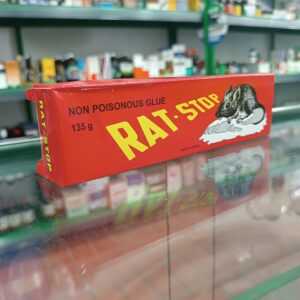 NON POISONOUS GLUE
135 g
RAT-STOP
RAT-STOP